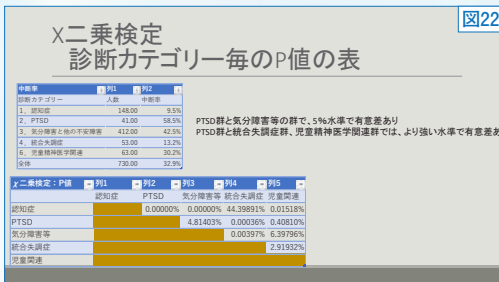 図22
X二乗検定
診断カテゴリー毎のP値の表
中断率 列1 列2
診断カテゴリー 人数 中断率
1、認知症 148.00 9.5%
2、PTSD 41.00 58.5%
3、気分障害と他の不安障害 412.00 42.5%
4、統合失調症 53.00 13.2%
6、児童精神医学関連 63.00 30.2%
全体 730.00 32.9%
PTSD群と気分障害等の群で、5%水準で有意差あり
PTSD群と統合失調症群、児童精神医学関連群では、より強い水準で有意差あ
χ二乗検定:P値 列1 列2 列3 列4 列5
認知症 PTSD 気分障害等 統合失調症 児童関連
認知症 0.00000% 0.00000% 44.39891% 0.01518%
PTSD 4.81403% 0.00036% 0.40810%
気分障害等 0.00397% 6.39796%
統合失調症 2.91932%
児童関連